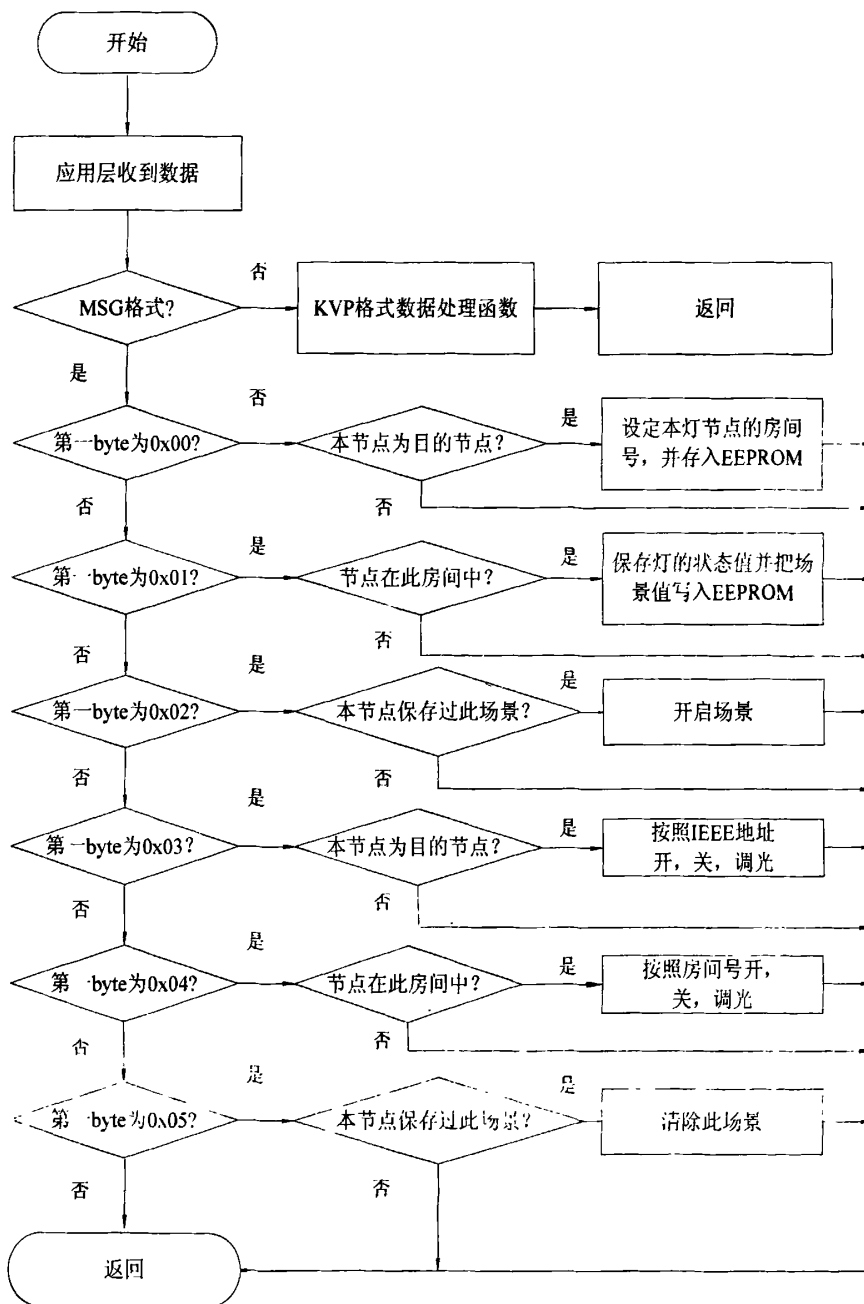 开始
应用层收到数据
否
MSG格式?
KVP格式数据处理函数
返回
是
否
第一byte为0x00?
本节点为目的节点?
是
设定本灯节点的房间
号,并存入EEPROM
否
否
第一byte为0x01?
是
节点在此房间中?
是
保存灯的状态值并把场
景值写入EEPROM
否
否
第一byte为0x02?
是
本节点保存过此场景?
是
开启场景
否
否
第一byte为0x03?
是
本节点为目的节点?
是
按照IEEE地址
开,关,调光
否
否
第一byte为0x04?
是
节点在此房间中?
是
按照房间号开,
关,调光
否
否
第一byte为0x05?
是
本节点保存过此场景?
是
清除此场景
否
否
返回